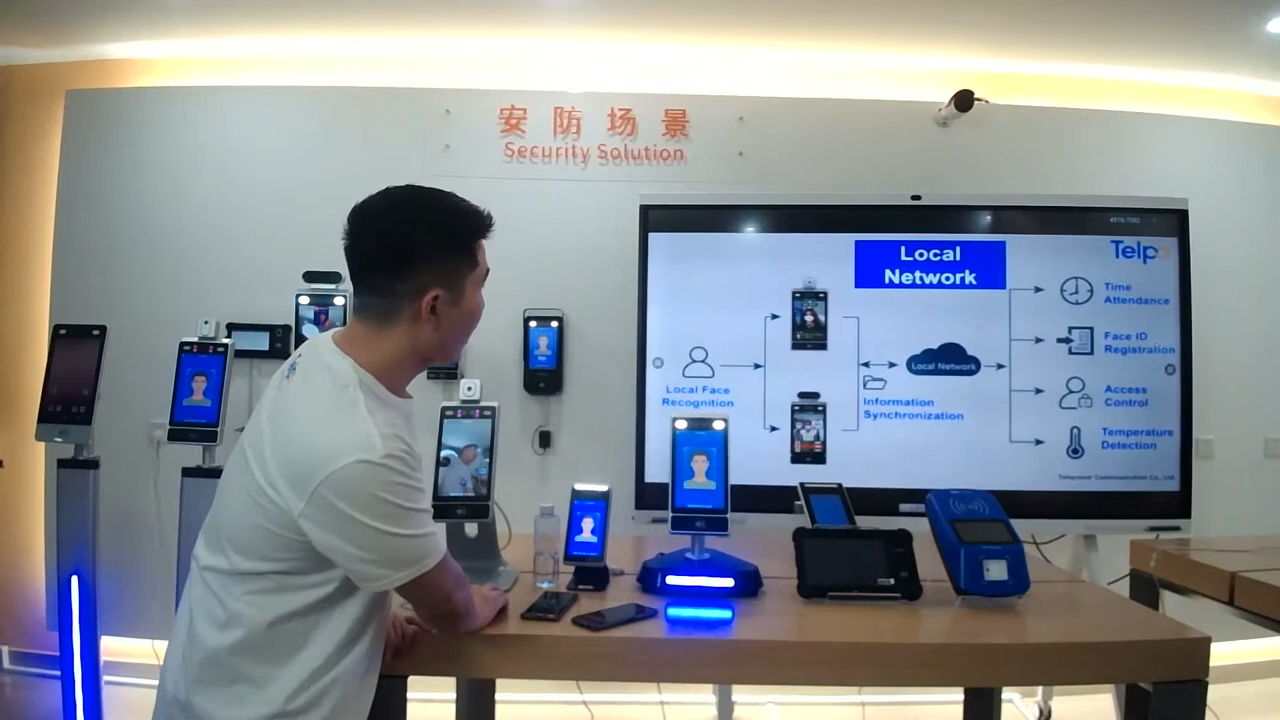 安防场景
Security Solution
Local
Network
Telpo
Time
Attendance
Face ID
Registration
Local Face
Recognition
Local Network
Information
Synchronization
Access
Control
Temperature
Detection
Telepower Communication Co., Ltd